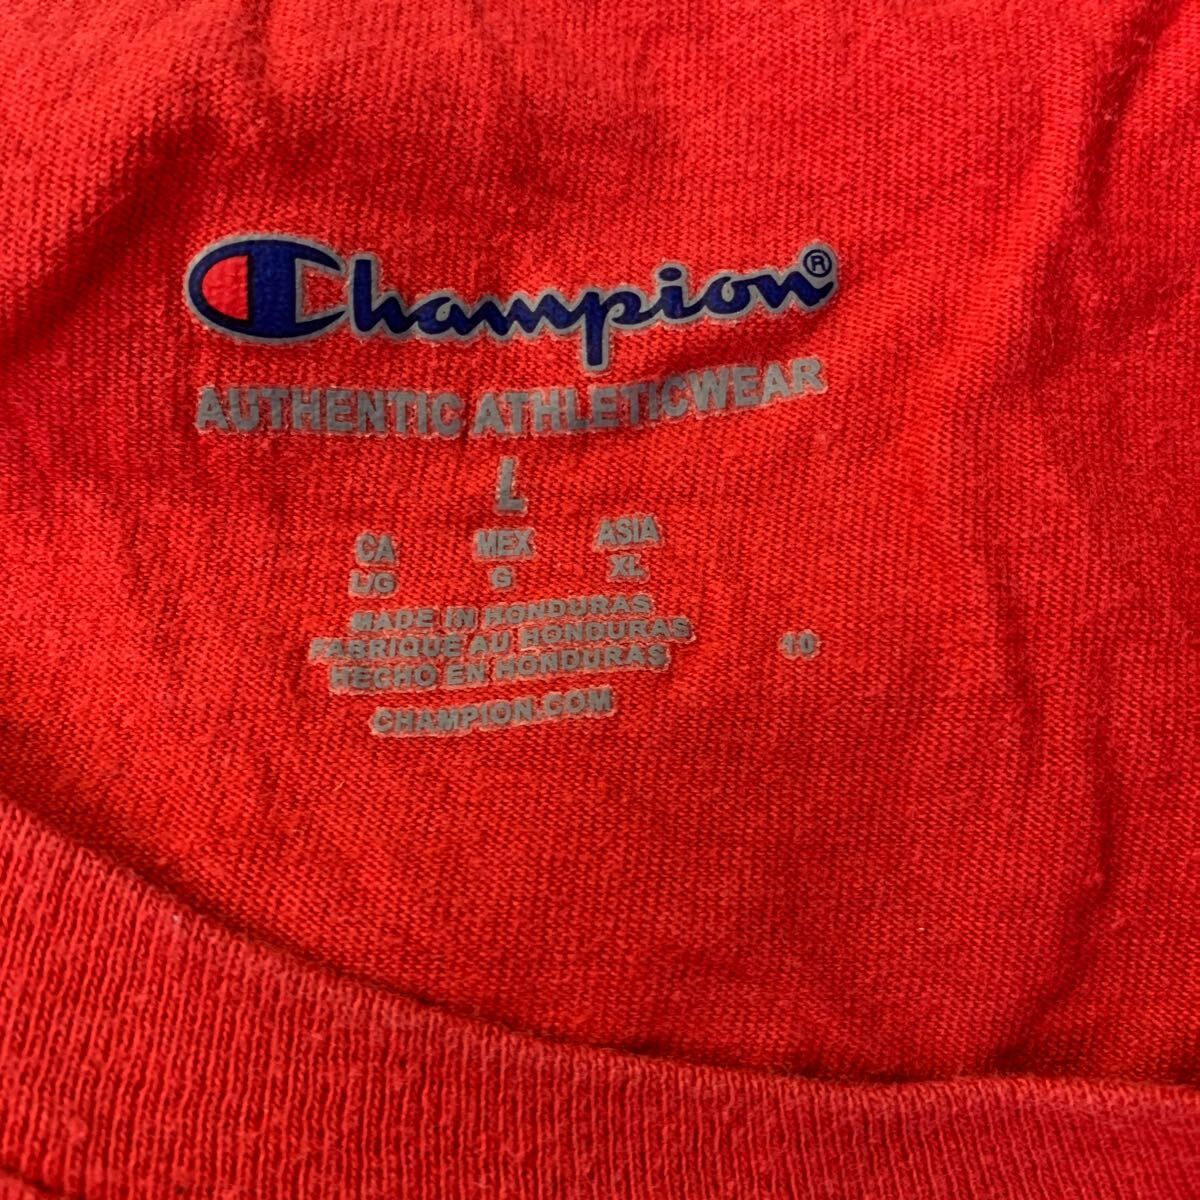 Champion®
AUTHENTIC ATHLETICWEAR
L
CA MEX ASIA
L/G G XL
MADE IN HONDURAS
FABRIQUÉ AU HONDURAS
HECHO EN HONDURAS
10
CHAMPION.COM